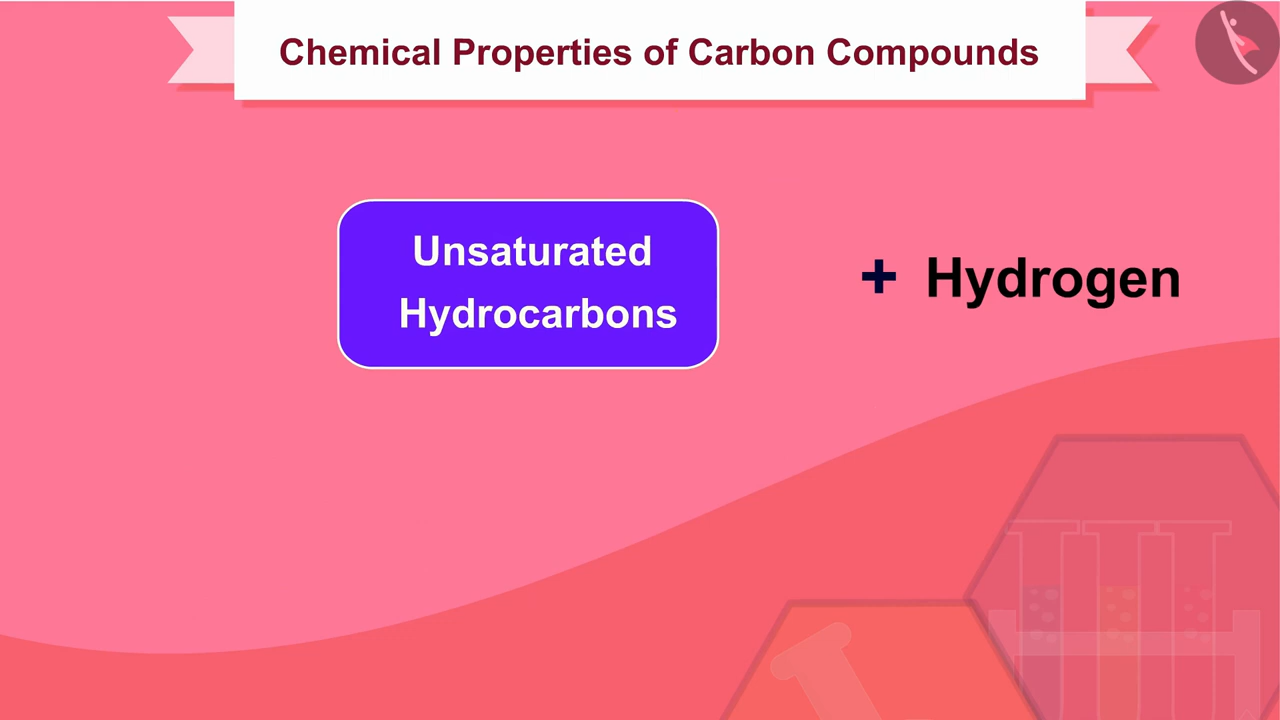 Chemical Properties of Carbon Compounds
Unsaturated
Hydrocarbons
+ Hydrogen